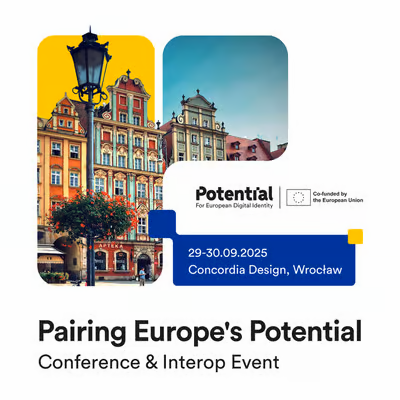 APTEKA
Potential
For European Digital Identity
Co-funded by
the European Union
29-30.09.2025
Concordia Design, Wrocław
Pairing Europe's Potential
Conference & Interop Event